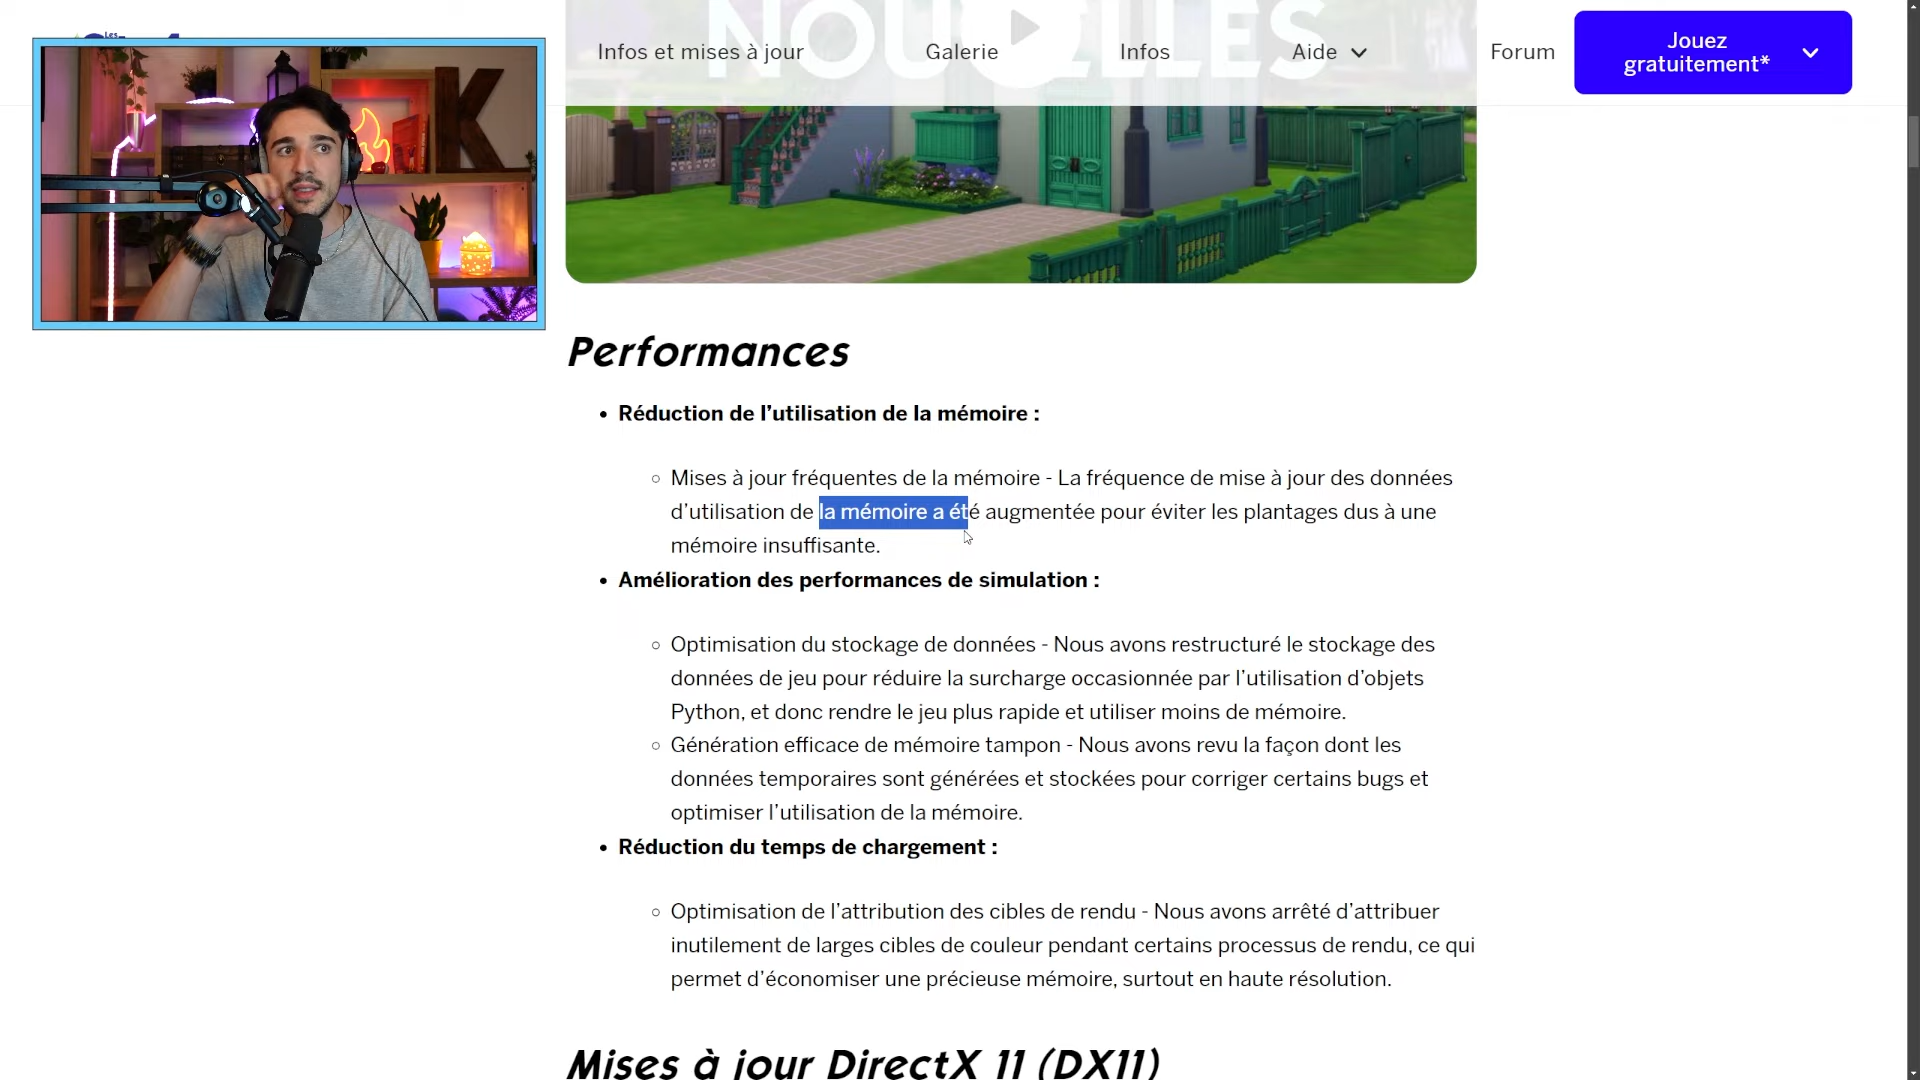 Les
NOUVELLES
Infos et mises à jour
Galerie
Infos
Aide
Forum
Jouez
gratuitement*
K
Performances
Réduction de l’utilisation de la mémoire :
Mises à jour fréquentes de la mémoire - La fréquence de mise à jour des données
d’utilisation de la mémoire a été augmentée pour éviter les plantages dus à une
mémoire insuffisante.
Amélioration des performances de simulation :
Optimisation du stockage de données - Nous avons restructuré le stockage des
données de jeu pour réduire la surcharge occasionnée par l’utilisation d’objets
Python, et donc rendre le jeu plus rapide et utiliser moins de mémoire.
Génération efficace de mémoire tampon - Nous avons revu la façon dont les
données temporaires sont générées et stockées pour corriger certains bugs et
optimiser l’utilisation de la mémoire.
Réduction du temps de chargement :
Optimisation de l’attribution des cibles de rendu - Nous avons arrêté d’attribuer
inutilement de larges cibles de couleur pendant certains processus de rendu, ce qui
permet d’économiser une précieuse mémoire, surtout en haute résolution.
Mises à jour DirectX 11 (DX11)